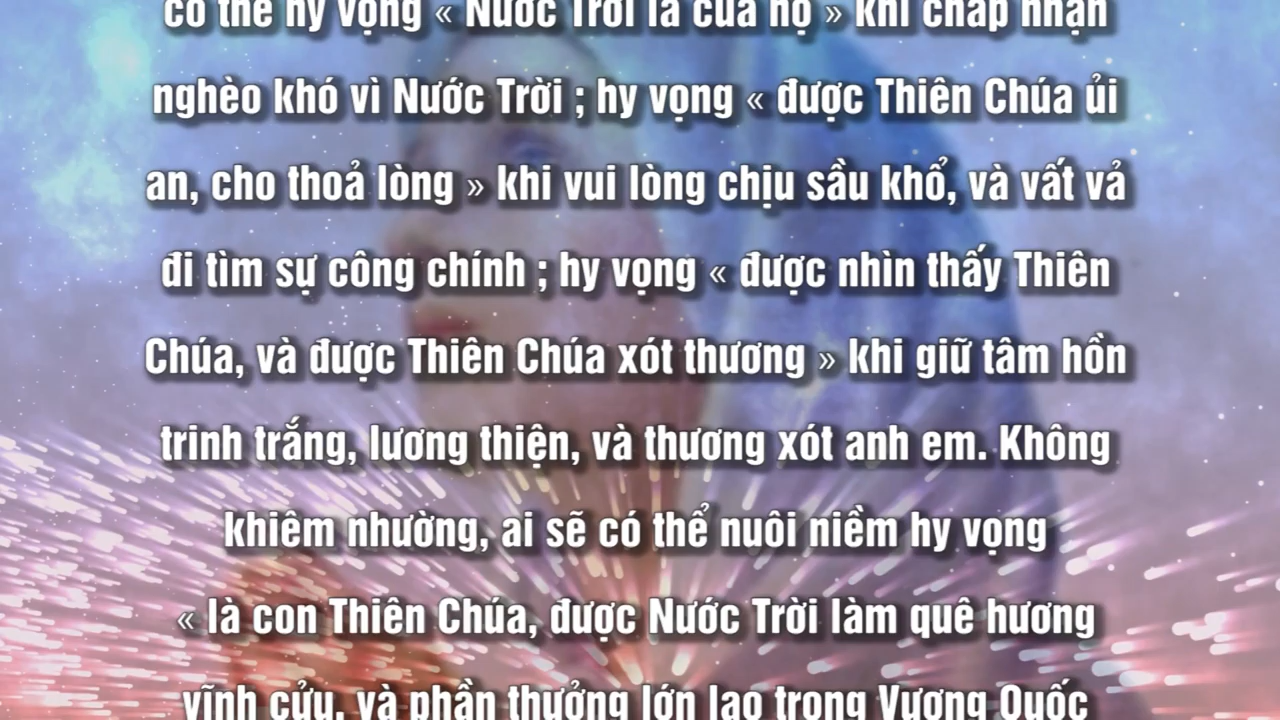 có thể hy vọng « Nước Trời là của họ » khi chấp nhận
nghèo khó vì Nước Trời ; hy vọng « được Thiên Chúa ủi
an, cho thoả lòng » khi vui lòng chịu sầu khổ, và vất vả
đi tìm sự công chính ; hy vọng « được nhìn thấy Thiên
Chúa, và được Thiên Chúa xót thương » khi giữ tâm hồn
trinh trắng, lương thiện, và thương xót anh em. Không
khiêm nhường, ai sẽ có thể nuôi niềm hy vọng
« là con Thiên Chúa, được Nước Trời làm quê hương
vĩnh cửu, và phần thưởng lớn lao trong Vương Quốc